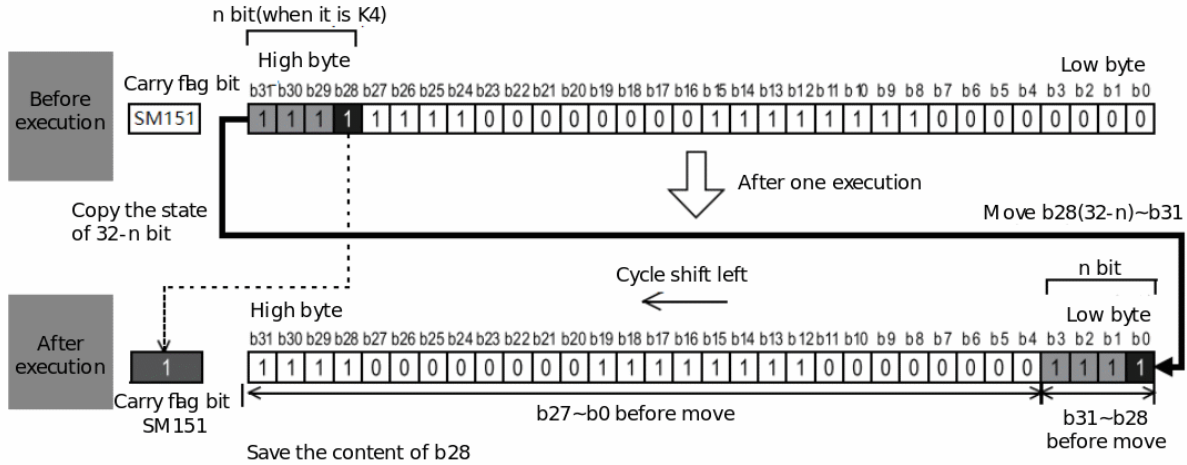 n bit(when it is K4)
High byte
Low byte
Before
execution
Carry flag bit
b31 b30 b29 b28 b27 b26 b25 b24 b23 b22 b21 b20 b19 b18 b17 b16 b15 b14 b13 b12 b11 b10 b9 b8 b7 b6 b5 b4 b3 b2 b1 b0
SM151
1 1 1 1 1 1 1 1 0 0 0 0 0 0 0 0 1 1 1 1 1 1 1 1 0 0 0 0 0 0 0 0
After one execution
Copy the state
of 32-n bit
Move b28(32-n)~b31
Cycle shift left
n bit
High byte
Low byte
After
execution
b31 b30 b29 b28 b27 b26 b25 b24 b23 b22 b21 b20 b19 b18 b17 b16 b15 b14 b13 b12 b11 b10 b9 b8 b7 b6 b5 b4 b3 b2 b1 b0
1
1 1 1 1 0 0 0 0 0 0 0 0 1 1 1 1 1 1 1 1 0 0 0 0 0 0 0 0 1 1 1 1
Carry flag bit
SM151
b27~b0 before move
b31~b28
before move
Save the content of b28